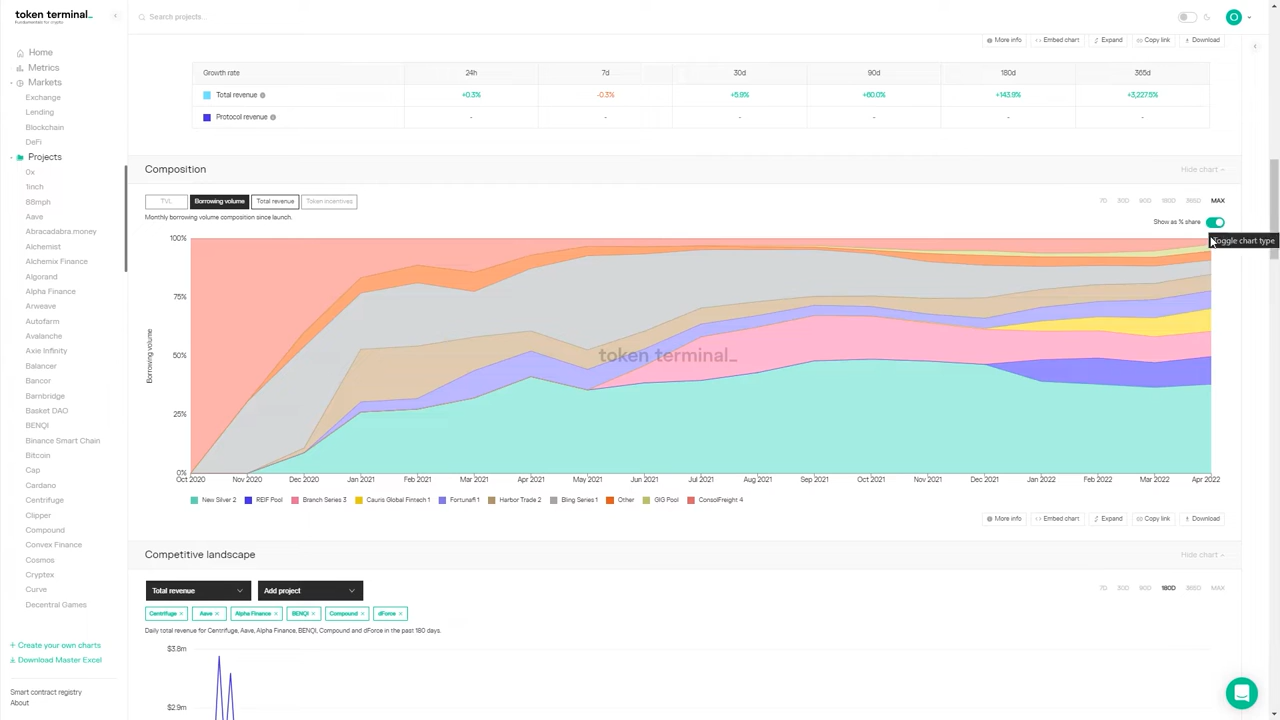 token terminal_
Fundamentals for crypto
Search projects...
Home
Metrics
Markets
Exchange
Lending
Blockchain
DeFi
Projects
0x
1inch
88mph
Aave
Abracadabra.money
Alchemist
Alchemix Finance
Algorand
Alpha Finance
Arweave
Autofarm
Avalanche
Axie Infinity
Balancer
Bancor
Barnbridge
Basket DAO
BENQI
Binance Smart Chain
Bitcoin
Cap
Cardano
Centrifuge
Clipper
Compound
Convex Finance
Cosmos
Cryptex
Curve
Decentral Games
+ Create your own charts
Download Master Excel
Smart contract registry
About
More info
Embed chart
Expand
Copy link
Download
Growth rate 24h 7d 30d 90d 180d 365d
Total revenue +0.3% -0.3% +5.9% +60.0% +143.9% +3,227.5%
Protocol revenue - - - - - -
Composition
Hide chart
TVL Borrowing volume Total revenue Token incentives
7D 30D 90D 180D 365D MAX
Monthly borrowing volume composition since launch.
Show as % share
Toggle chart type
100%
75%
50%
25%
0%
Borrowing volume
token terminal_
Oct 2020 Nov 2020 Dec 2020 Jan 2021 Feb 2021 Mar 2021 Apr 2021 May 2021 Jun 2021 Jul 2021 Aug 2021 Sep 2021 Oct 2021 Nov 2021 Dec 2021 Jan 2022 Feb 2022 Mar 2022 Apr 2022
New Silver 2 REIF Pool Branch Series 3 Cauris Global Fintech 1 Fortunafi 1 Harbor Trade 2 Bling Series 1 Other GIG Pool ConsolFreight 4
More info
Embed chart
Expand
Copy link
Download
Competitive landscape
Hide chart
Total revenue
Add project
7D 30D 90D 180D 365D MAX
Centrifuge × Aave × Alpha Finance × BENQI × Compound × dForce ×
Daily total revenue for Centrifuge, Aave, Alpha Finance, BENQI, Compound and dForce in the past 180 days.
$3.8m
$2.9m